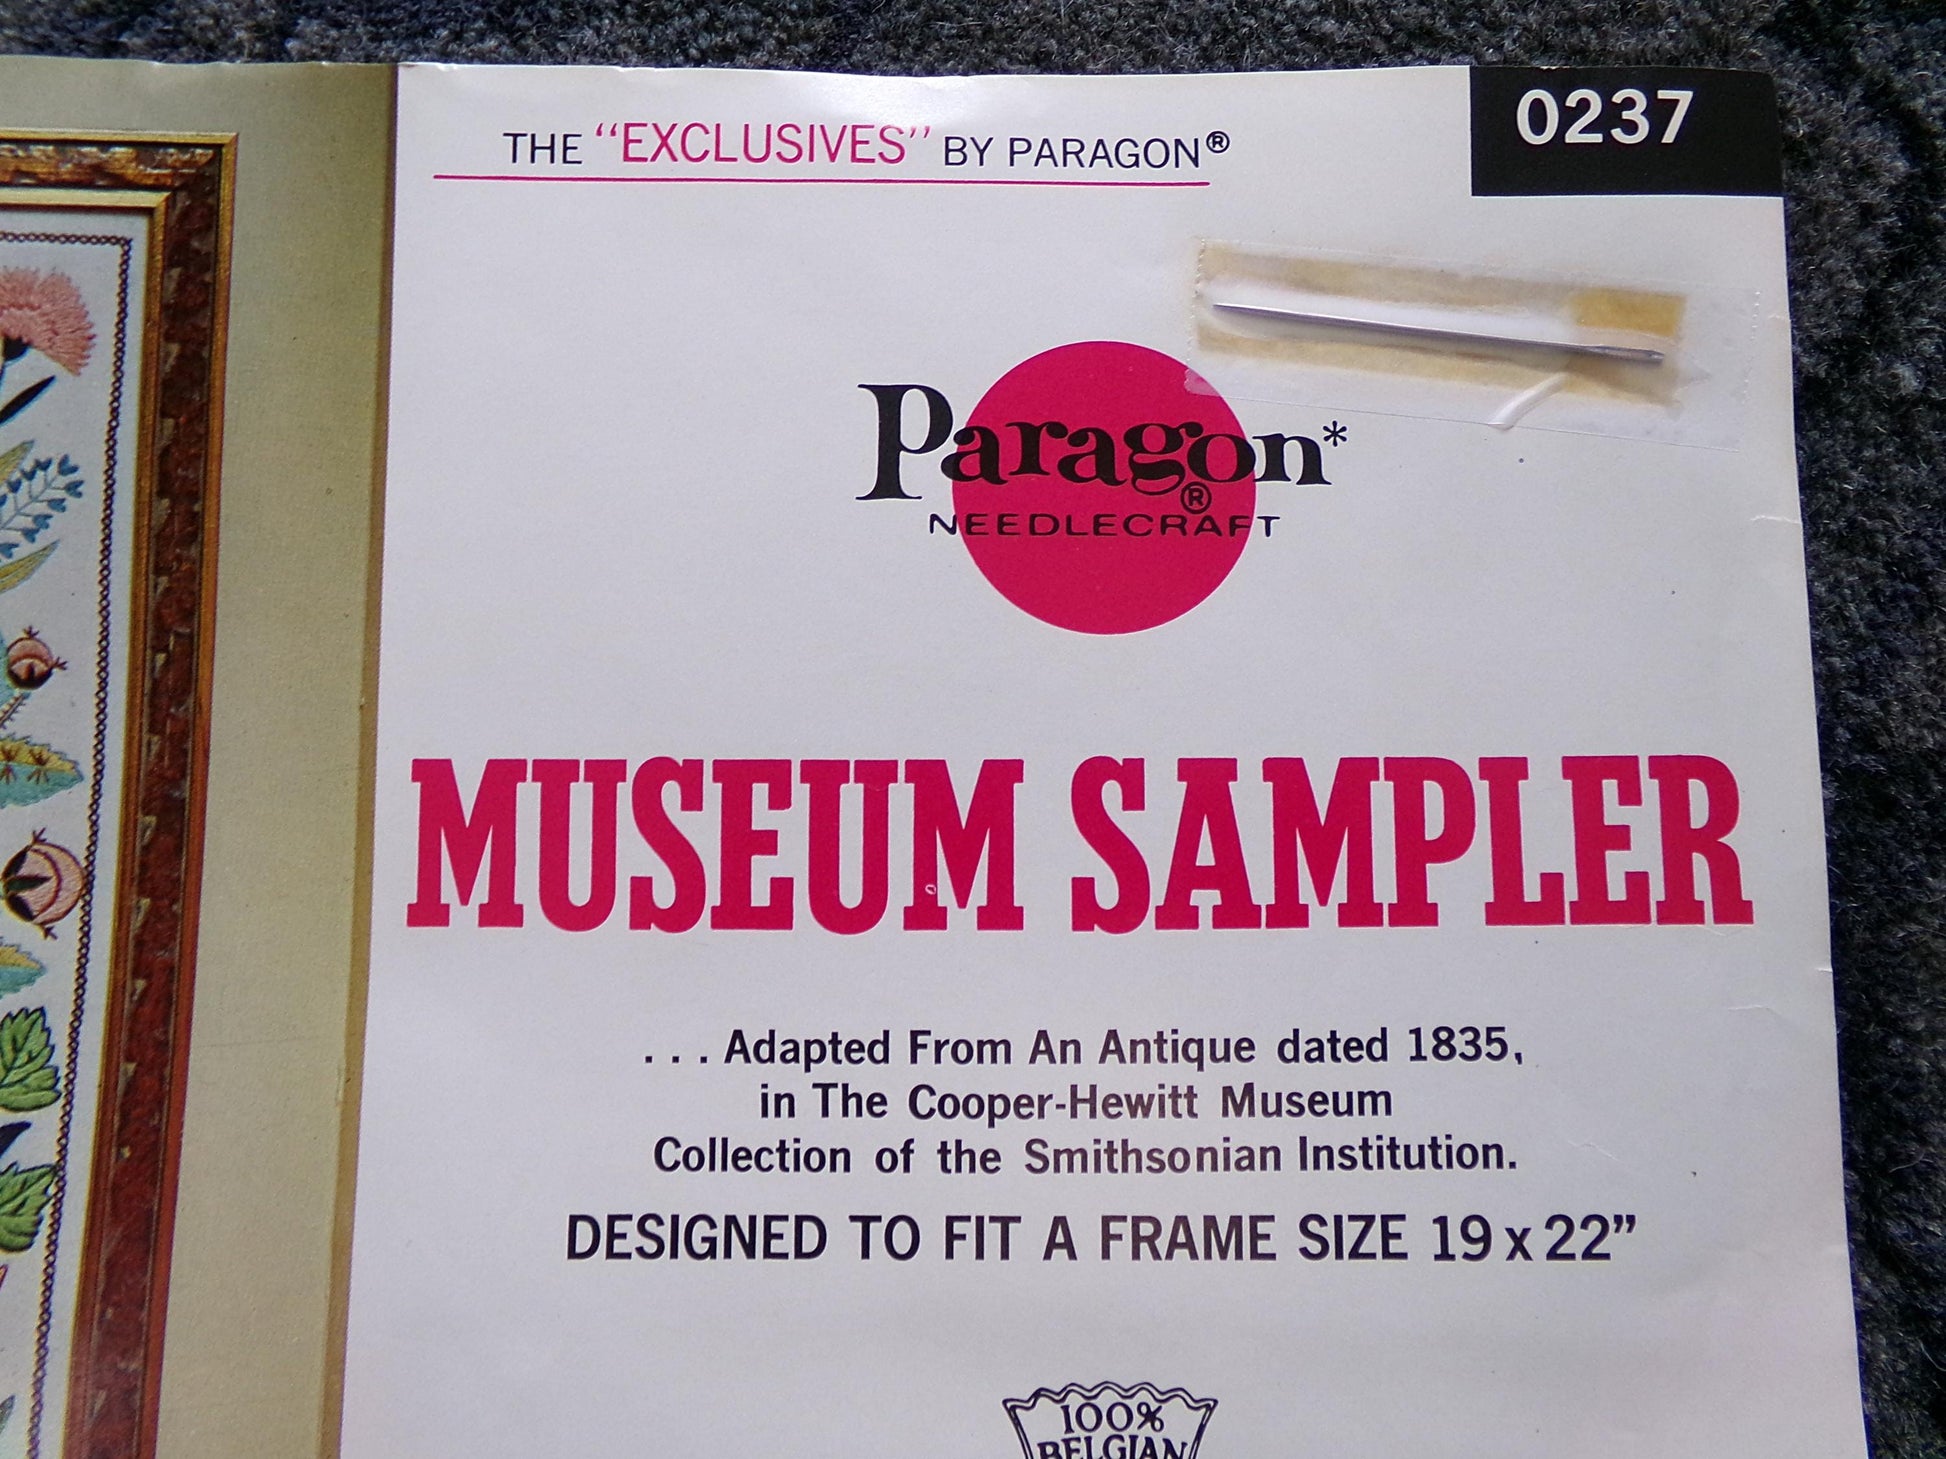 THE “EXCLUSIVES” BY PARAGON®
0237
Paragon*
®
NEEDLECRAFT
MUSEUM SAMPLER
. . . Adapted From An Antique dated 1835,
in The Cooper-Hewitt Museum
Collection of the Smithsonian Institution.
DESIGNED TO FIT A FRAME SIZE 19 x 22”
100%
BELGIAN